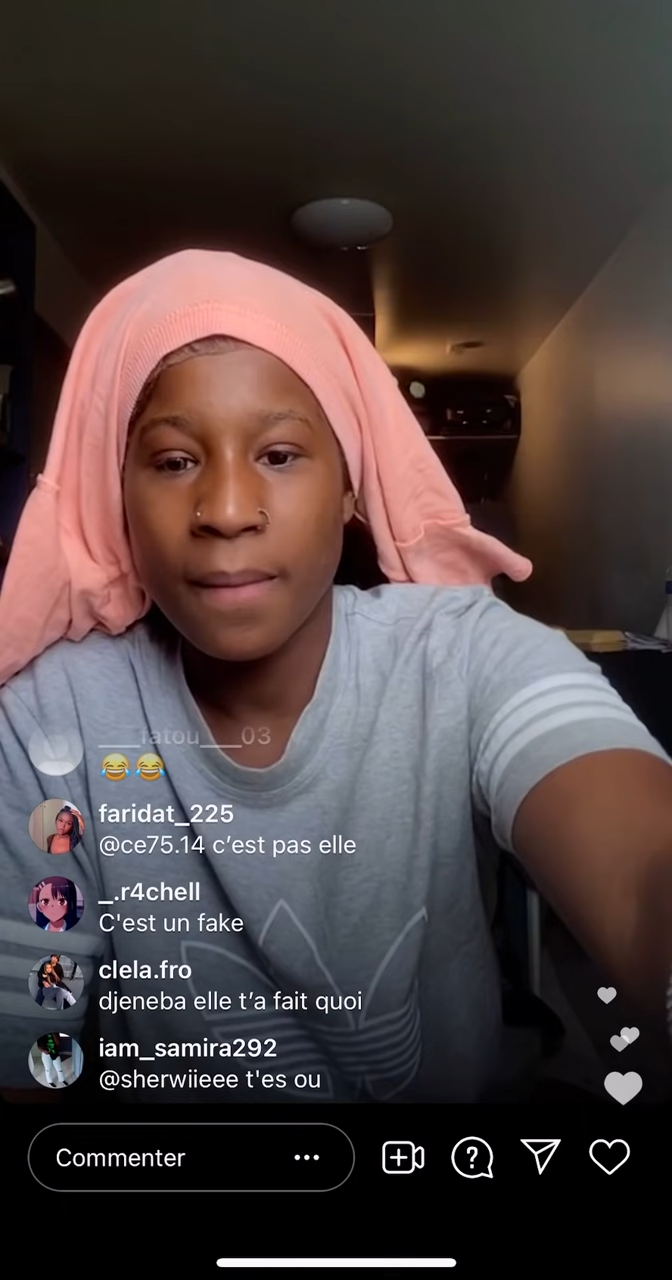 ___fatou___03
😂😂
faridat_225
@ce75.14 c’est pas elle
_.r4chell
C'est un fake
clela.fro
djeneba elle t’a fait quoi
iam_samira292
@sherwiieee t'es ou
Commenter